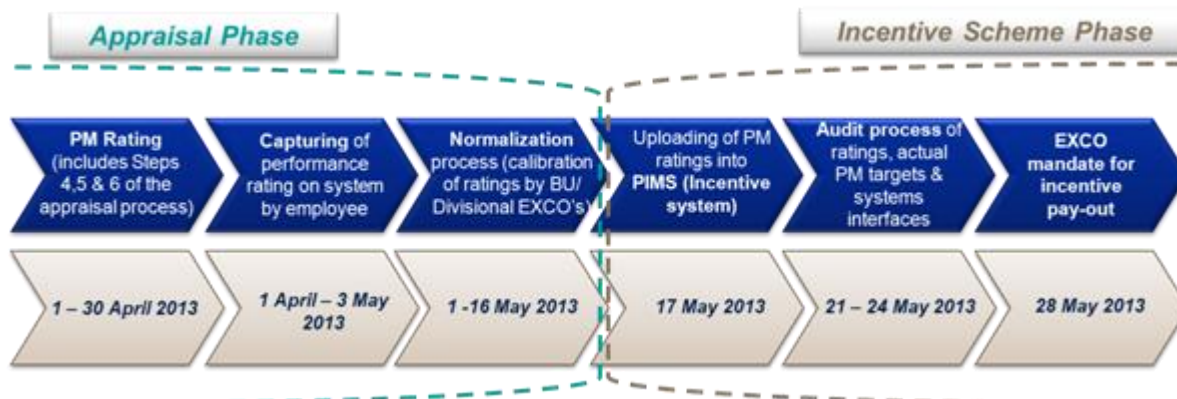 Appraisal Phase
Incentive Scheme Phase
PM Rating
(includes Steps
4,5 & 6 of the
appraisal process)
Capturing of
performance
rating on system
by employee
Normalization
process (calibration
of ratings by BU/
Divisional EXCO's)
Uploading of PM
ratings into
PIMS (Incentive
system)
Audit process of
ratings, actual
PM targets &
systems
interfaces
EXCO
mandate for
incentive
pay-out
1 – 30 April 2013
1 April – 3 May
2013
1 -16 May 2013
17 May 2013
21 – 24 May 2013
28 May 2013